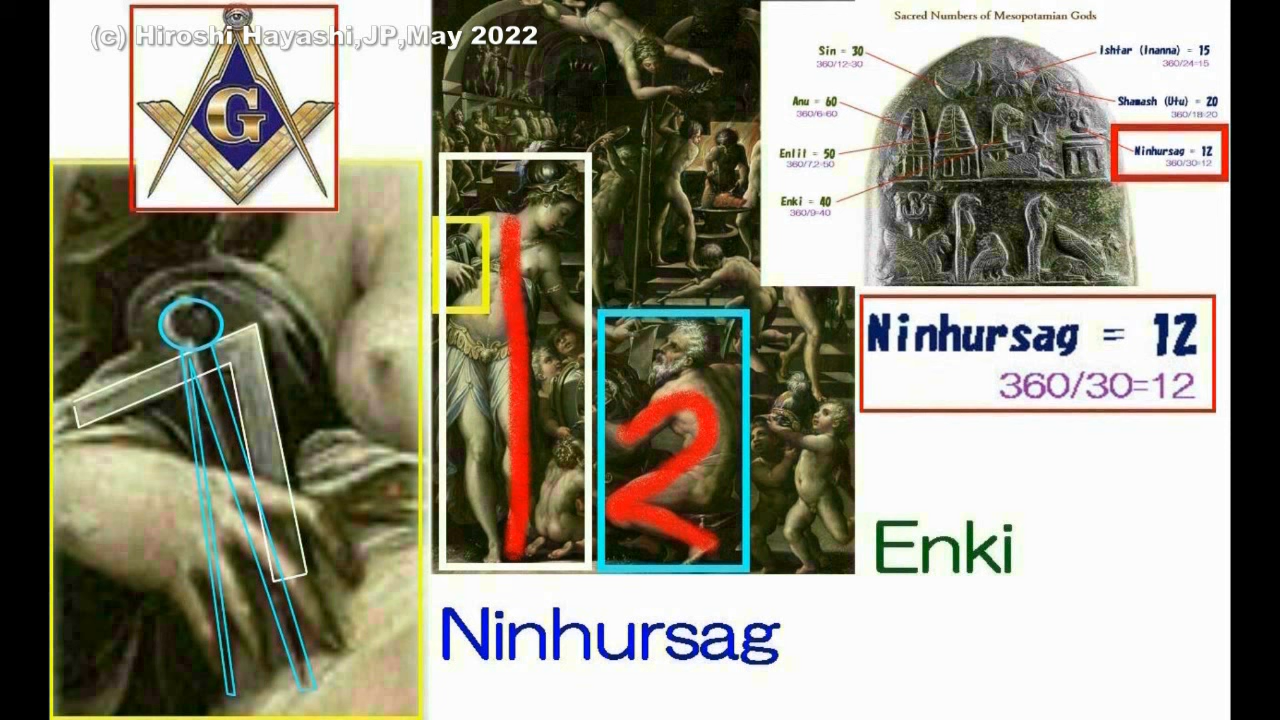 (c) Hiroshi Hayashi,JP,May 2022
G
Sacred Numbers of Mesopotamian Gods
Sin = 30
360/12=30
Anu = 60
360/6=60
Enlil = 50
360/7.2=50
Enki = 40
360/9=40
Ishtar (Inanna) = 15
360/24=15
Shamash (Utu) = 20
360/18=20
Ninhursag = 12
360/30=12
12
Ninhursag = 12
360/30=12
Enki
Ninhursag